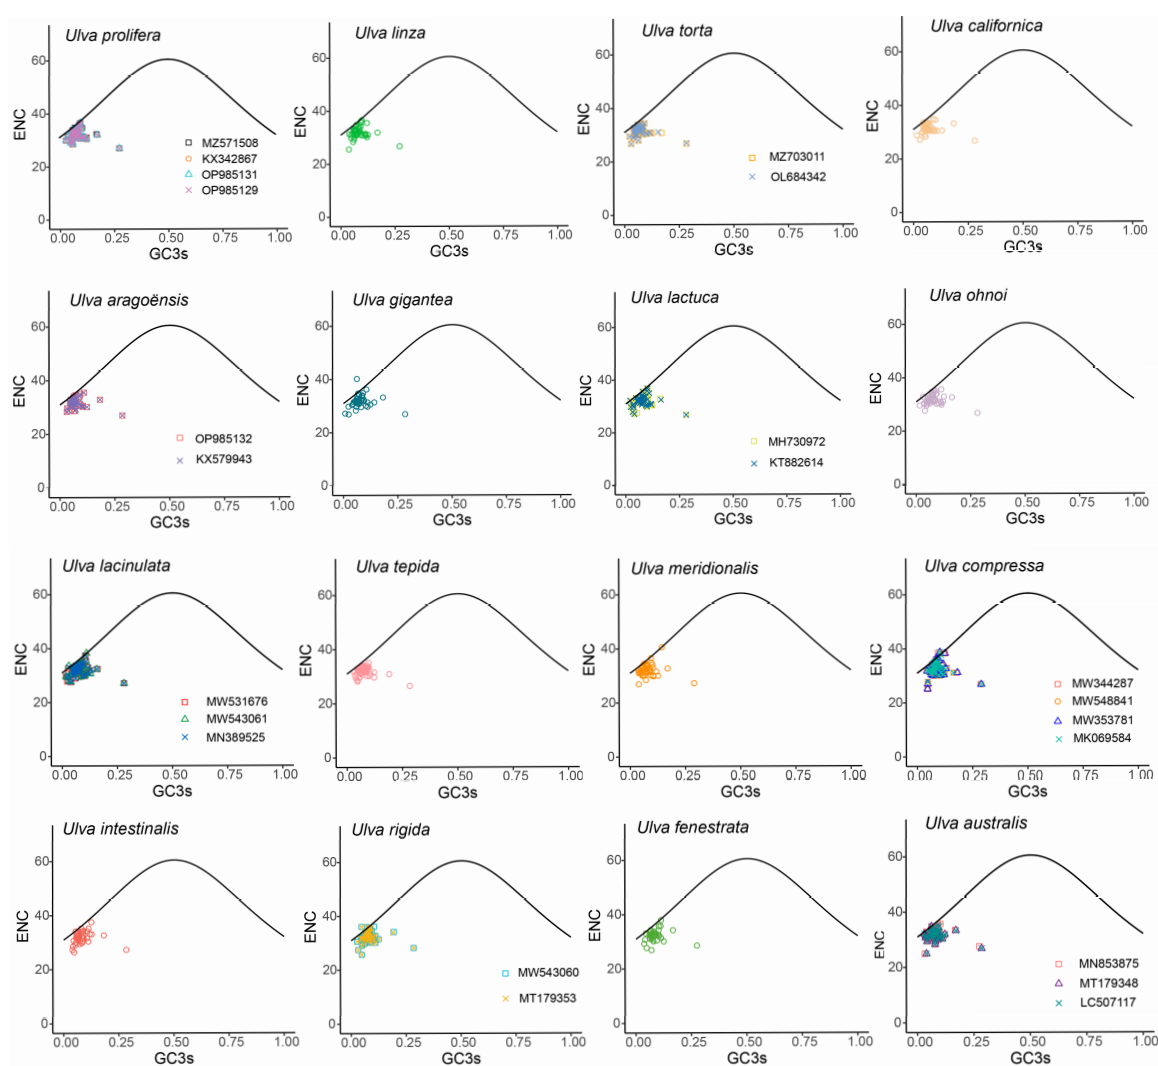 Ulva prolifera
60
40
20
0
ENC
0.00 0.25 0.50 0.75 1.00
GC3s
MZ571508
KX342867
OP985131
OP985129
Ulva linza
60
40
20
0
ENC
0.00 0.25 0.50 0.75 1.00
GC3s
Ulva torta
60
40
20
0
ENC
0.00 0.25 0.50 0.75 1.00
GC3s
MZ703011
OL684342
Ulva californica
60
40
20
0
ENC
0.00 0.25 0.50 0.75 1.00
GC3s
Ulva aragoënsis
60
40
20
0
ENC
0.00 0.25 0.50 0.75 1.00
GC3s
OP985132
KX579943
Ulva gigantea
60
40
20
0
ENC
0.00 0.25 0.50 0.75 1.00
GC3s
Ulva lactuca
60
40
20
0
ENC
0.00 0.25 0.50 0.75 1.00
GC3s
MH730972
KT882614
Ulva ohnoi
60
40
20
0
ENC
0.00 0.25 0.50 0.75 1.00
GC3s
Ulva lacinulata
60
40
20
0
ENC
0.00 0.25 0.50 0.75 1.00
GC3s
MW531676
MW543061
MN389525
Ulva tepida
60
40
20
0
ENC
0.00 0.25 0.50 0.75 1.00
GC3s
Ulva meridionalis
60
40
20
0
ENC
0.00 0.25 0.50 0.75 1.00
GC3s
Ulva compressa
60
40
20
0
ENC
0.00 0.25 0.50 0.75 1.00
GC3s
MW344287
MW548841
MW353781
MK069584
Ulva intestinalis
60
40
20
0
ENC
0.00 0.25 0.50 0.75 1.00
GC3s
Ulva rigida
60
40
20
0
ENC
0.00 0.25 0.50 0.75 1.00
GC3s
MW543060
MT179353
Ulva fenestrata
60
40
20
0
ENC
0.00 0.25 0.50 0.75 1.00
GC3s
Ulva australis
60
40
20
0
ENC
0.00 0.25 0.50 0.75 1.00
GC3s
MN853875
MT179348
LC507117